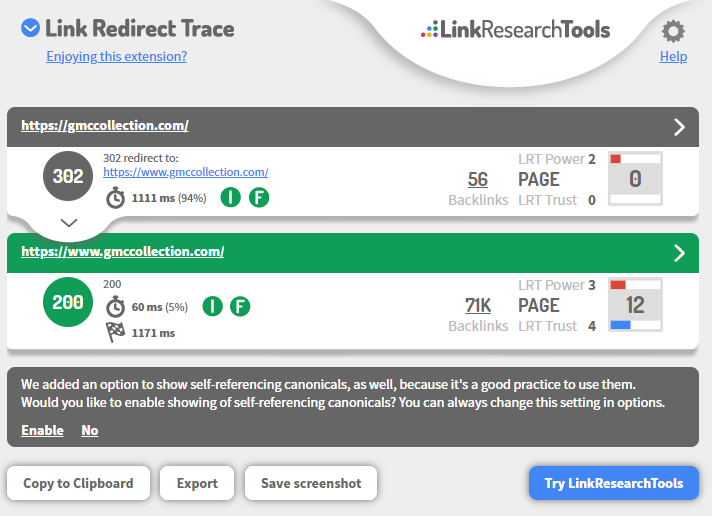 Link Redirect Trace
Enjoying this extension?
LinkResearchTools
Help
https://gmccollection.com/
302
302 redirect to:
https://www.gmccollection.com/
1111 ms (94%)
I
F
56
Backlinks
LRT Power 2
PAGE
LRT Trust 0
0
https://www.gmccollection.com/
200
200
60 ms (5%)
I
F
1171 ms
71K
Backlinks
LRT Power 3
PAGE
LRT Trust 4
12
We added an option to show self-referencing canonicals, as well, because it's a good practice to use them.
Would you like to enable showing of self-referencing canonicals? You can always change this setting in options.
Enable No
Copy to Clipboard
Export
Save screenshot
Try LinkResearchTools